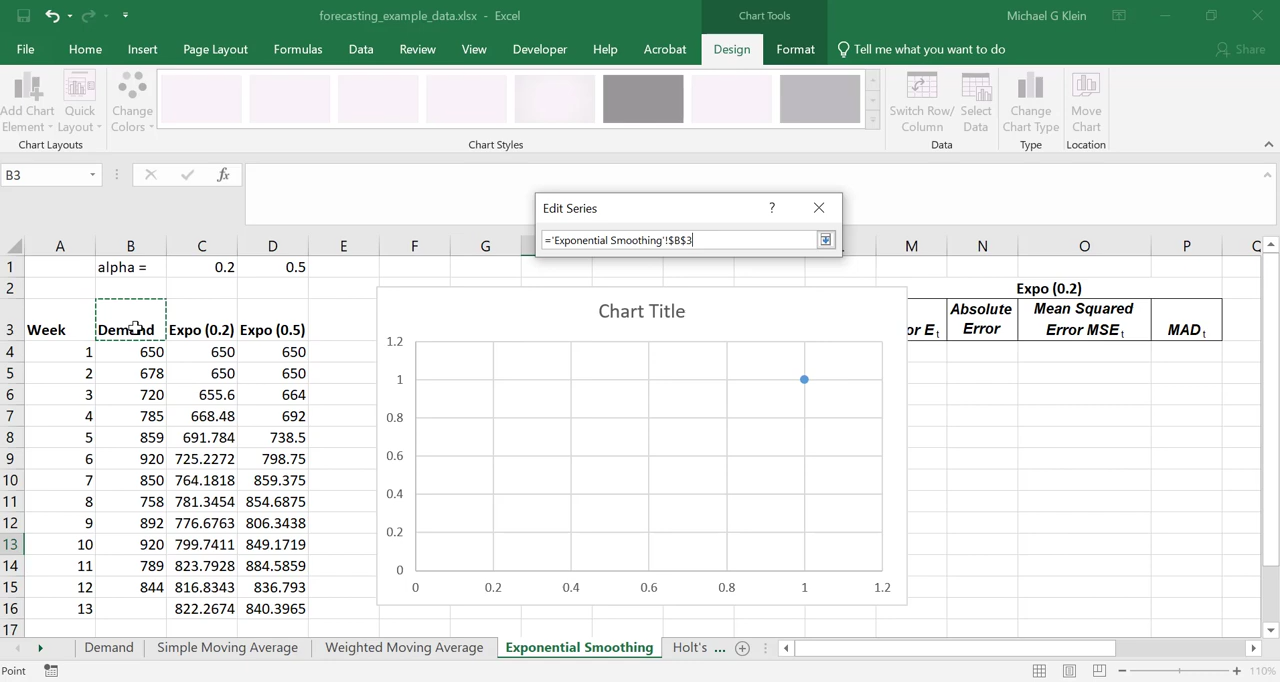 forecasting_example_data.xlsx - Excel
Chart Tools
Michael G Klein
File Home Insert Page Layout Formulas Data Review View Developer Help Acrobat Design Format Tell me what you want to do Share
Add Chart Element
Quick Layout
Change Colors
Switch Row/ Column
Select Data
Change Chart Type
Move Chart
Chart Layouts
Chart Styles
Data
Type
Location
B3
fx
Edit Series
?
='Exponential Smoothing'!$B$3
A B C D E F G M N O P Q
1 alpha = 0.2 0.5
2 Expo (0.2)
3 Week Demand Expo (0.2) Expo (0.5)
or Et
Absolute Error
Mean Squared Error MSEt
MADt
4 1 650 650 650
5 2 678 650 650
6 3 720 655.6 664
7 4 785 668.48 692
8 5 859 691.784 738.5
9 6 920 725.2272 798.75
10 7 850 764.1818 859.375
11 8 758 781.3454 854.6875
12 9 892 776.6763 806.3438
13 10 920 799.7411 849.1719
14 11 789 823.7928 884.5859
15 12 844 816.8343 836.793
16 13 822.2674 840.3965
17
Chart Title
1.2
1
0.8
0.6
0.4
0.2
0
0 0.2 0.4 0.6 0.8 1 1.2
Demand Simple Moving Average Weighted Moving Average Exponential Smoothing Holt's ...
Point
110%